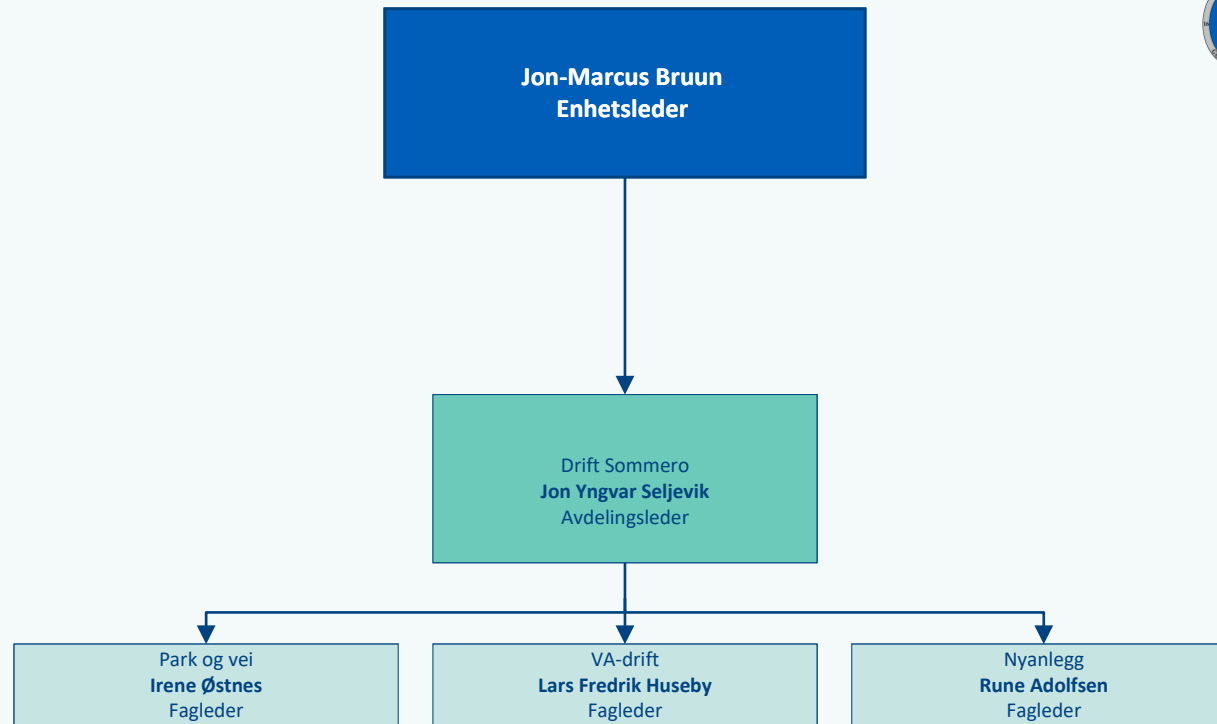 Jon-Marcus Bruun
Enhetsleder
Drift Sommero
Jon Yngvar Seljevik
Avdelingsleder
Park og vei
Irene Østnes
Fagleder
VA-drift
Lars Fredrik Huseby
Fagleder
Nyanlegg
Rune Adolfsen
Fagleder